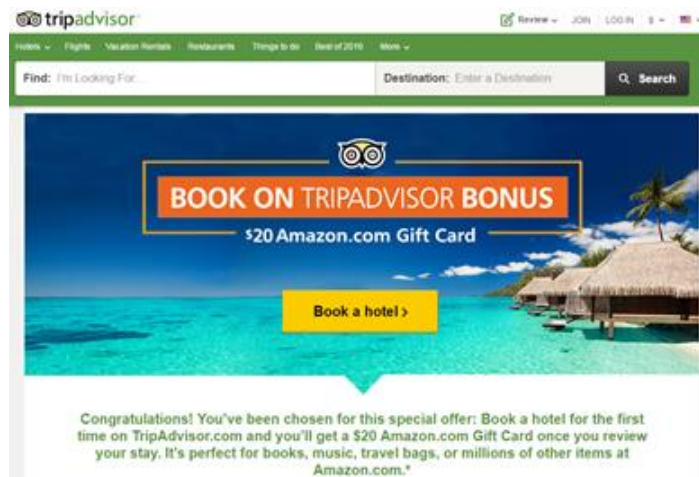 tripadvisor
Review JOIN LOG IN $
Hotels Flights Vacation Rentals Restaurants Things to do Best of 2016 More
Find: I'm Looking For... Destination: Enter a Destination Search
BOOK ON TRIPADVISOR BONUS
$20 Amazon.com Gift Card
Book a hotel >
Congratulations! You've been chosen for this special offer: Book a hotel for the first
time on TripAdvisor.com and you'll get a $20 Amazon.com Gift Card once you review
your stay. It's perfect for books, music, travel bags, or millions of other items at
Amazon.com.*